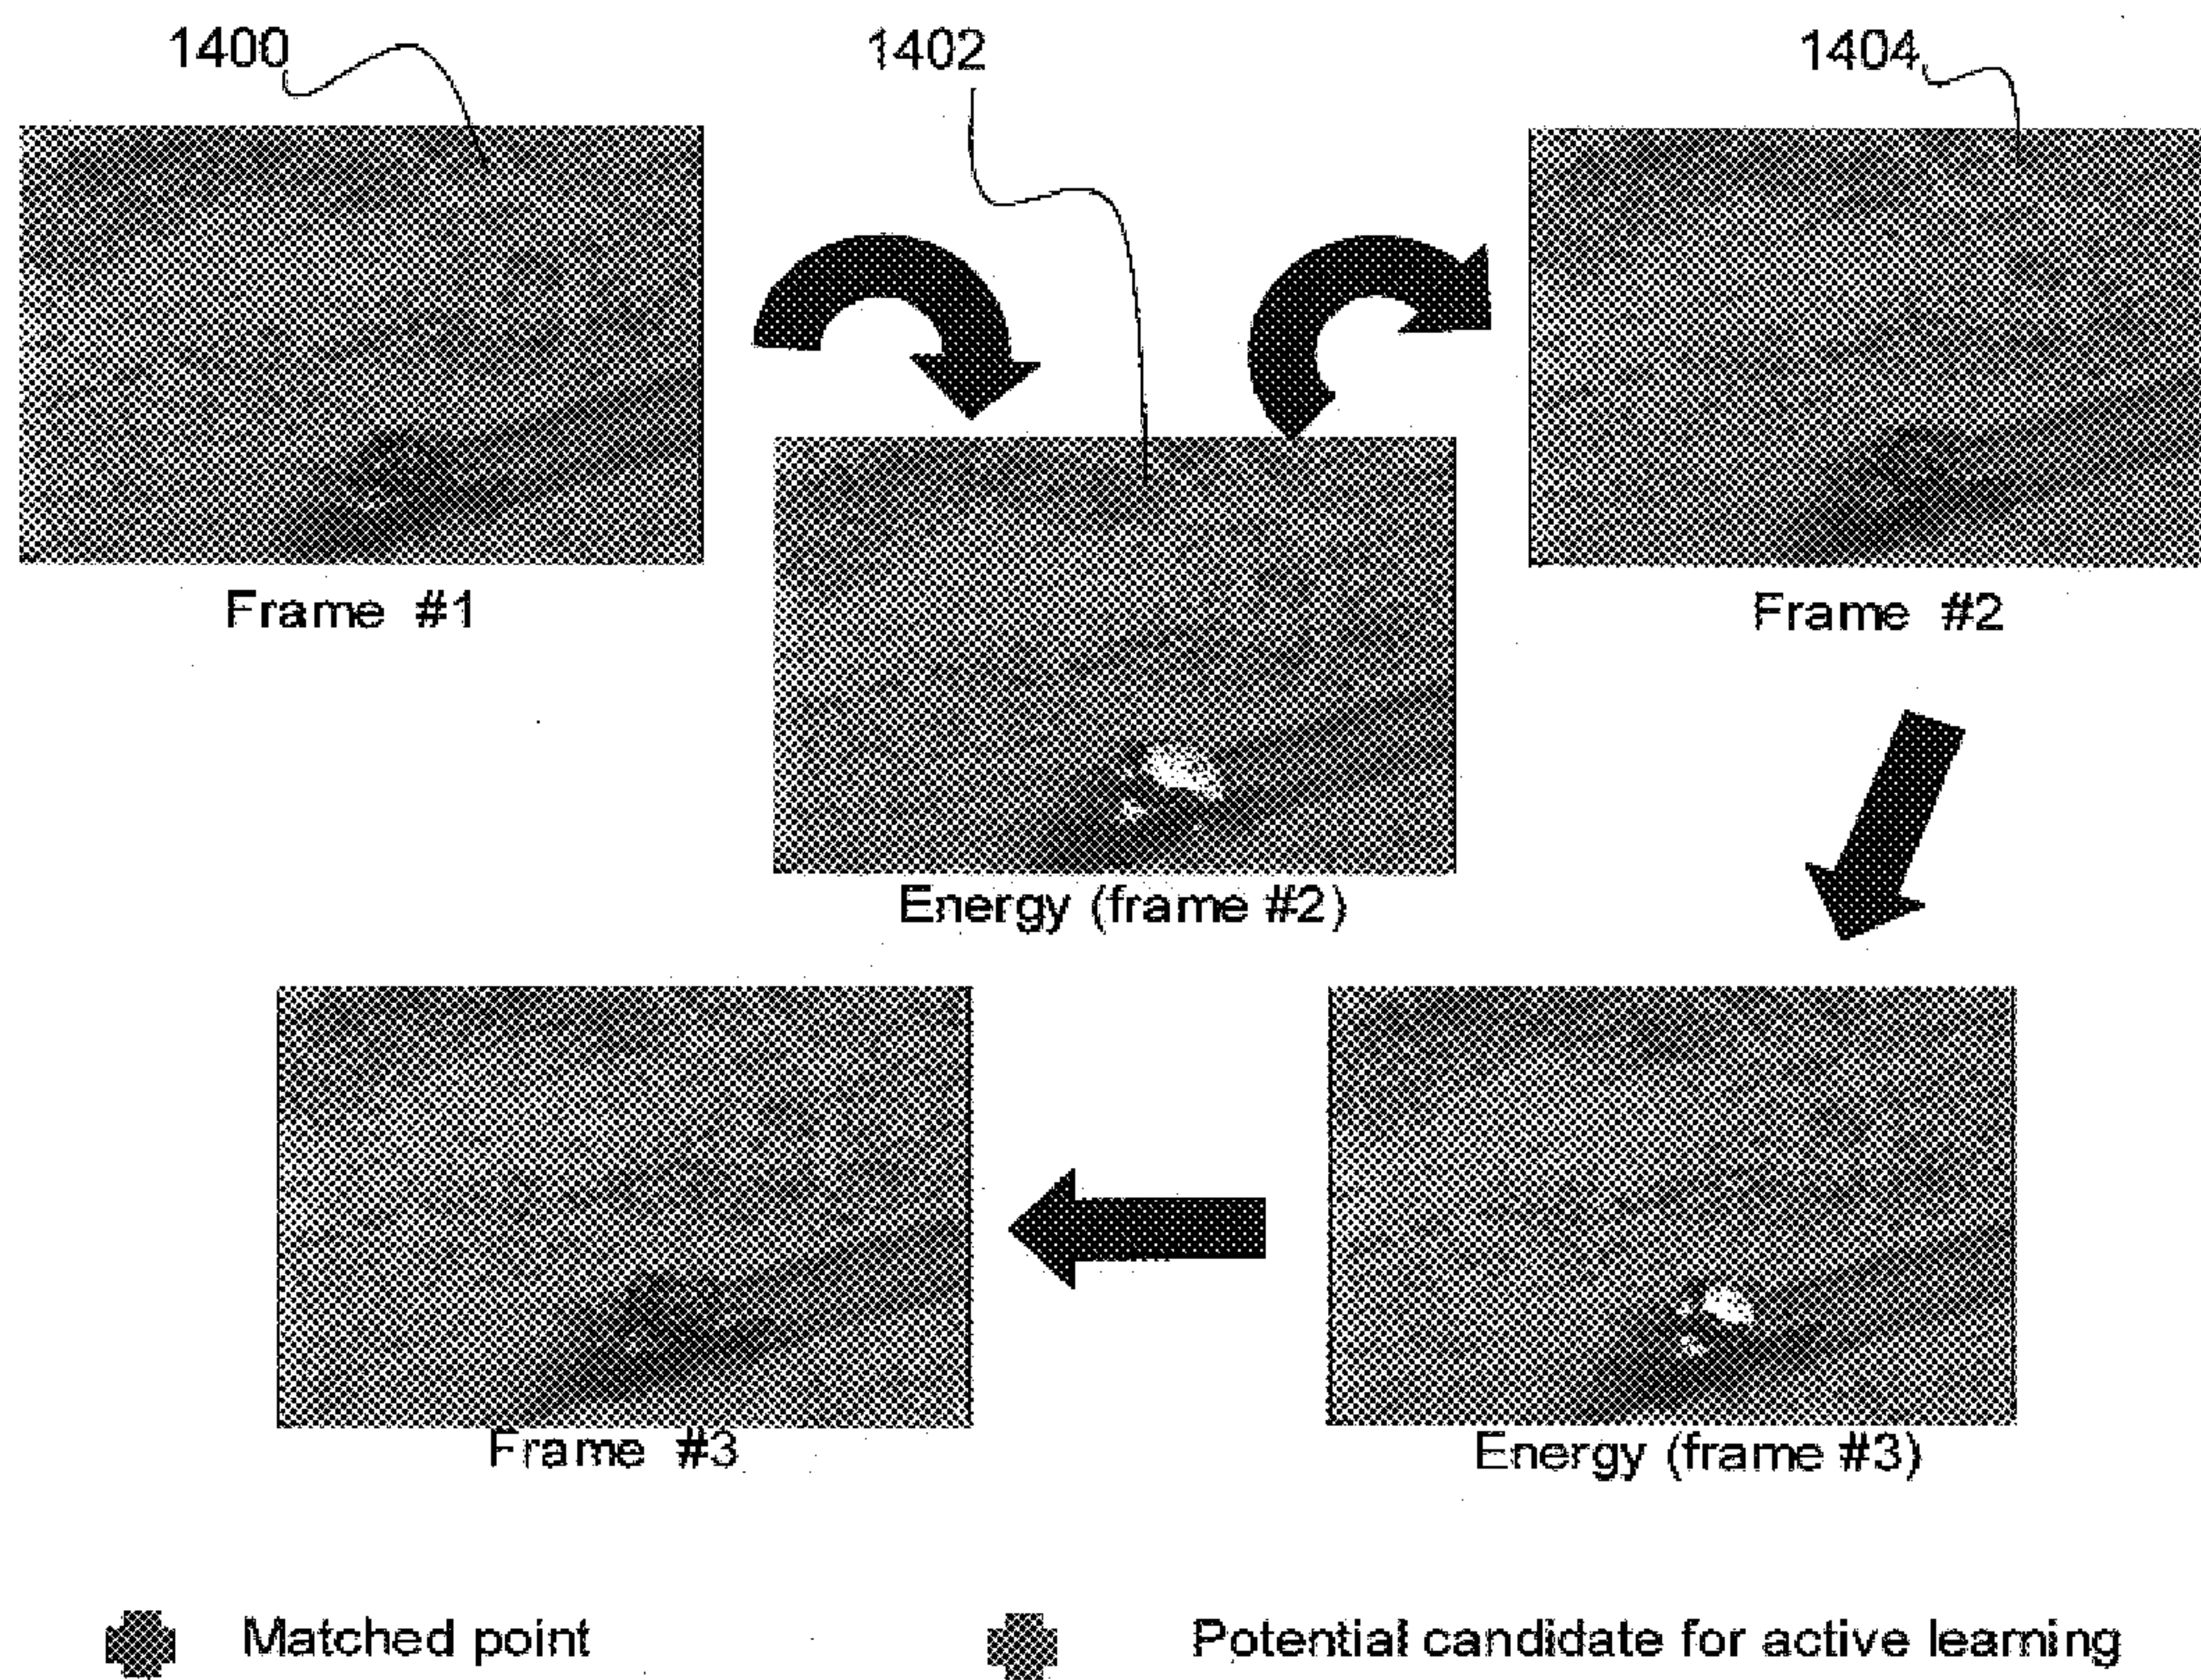 1400
1402
1404
Frame #1
Frame #2
Energy (frame #2)
Frame #3
Energy (frame #3)
Matched point
Potential candidate for active learning